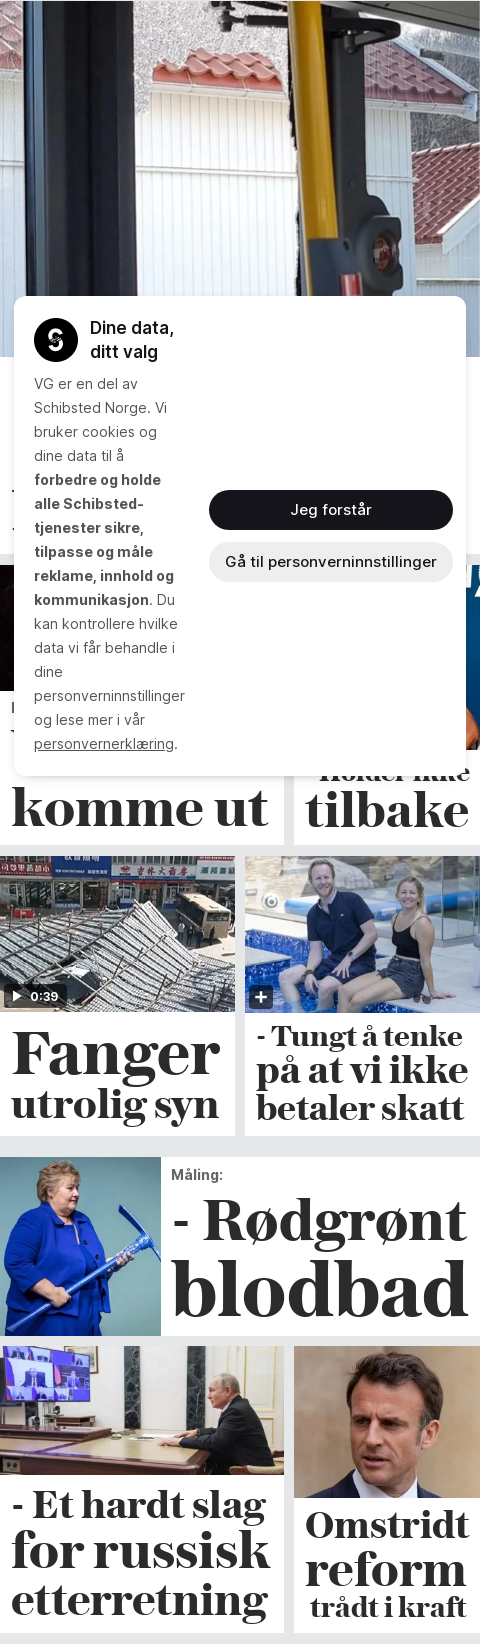 Dine data,
ditt valg
VG er en del av
Schibsted Norge. Vi
bruker cookies og
dine data til å
forbedre og holde
alle Schibsted-
tjenester sikre,
tilpasse og måle
reklame, innhold og
kommunikasjon. Du
kan kontrollere hvilke
data vi får behandle i
dine
personverninnstillinger
og lese mer i vår
personvernerklæring.
Jeg forstår
Gå til personverninnstillinger
komme ut
Holder ikke
tilbake
0:39
Fanger
utrolig syn
- Tungt å tenke
på at vi ikke
betaler skatt
Måling:
- Rødgrønt
blodbad
- Et hardt slag
for russisk
etterretning
Omstridt
reform
trådt i kraft